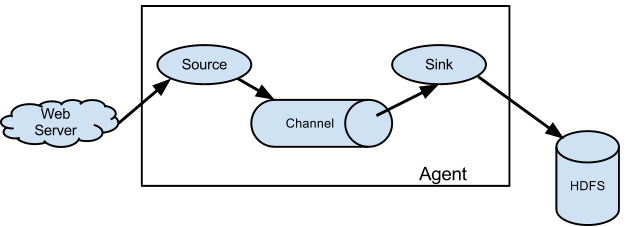 Web
Server
Source
Channel
Sink
Agent
HDFS